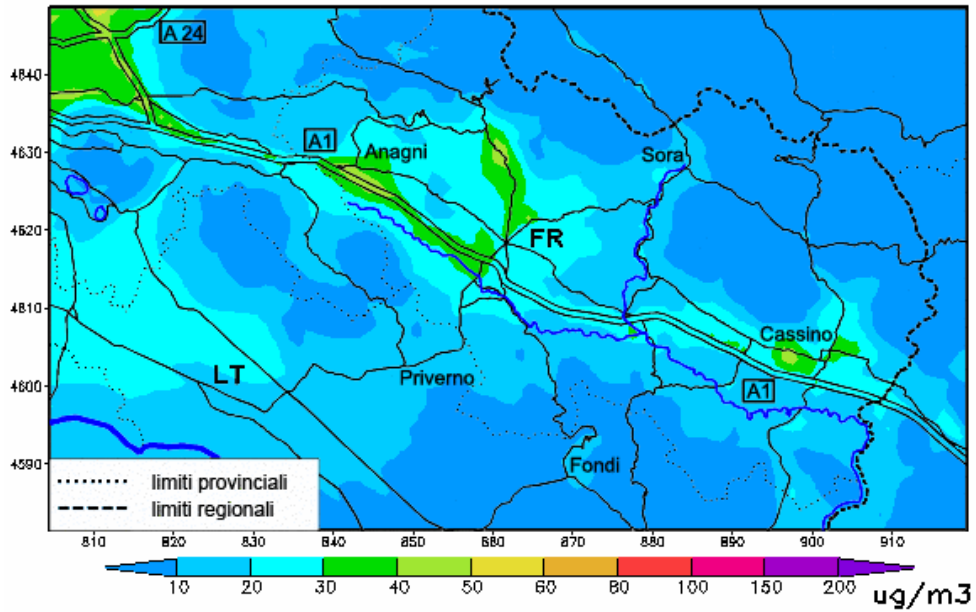 A 24
4840
4630
A1
Anagni
Sora
4620
FR
4610
Cassino
4600
LT
Priverno
A1
4590
Fondi
limiti provinciali
limiti regionali
810 820 830 840 850 860 870 880 890 900 910
10 20 30 40 50 60 80 100 150 200
ug/m3